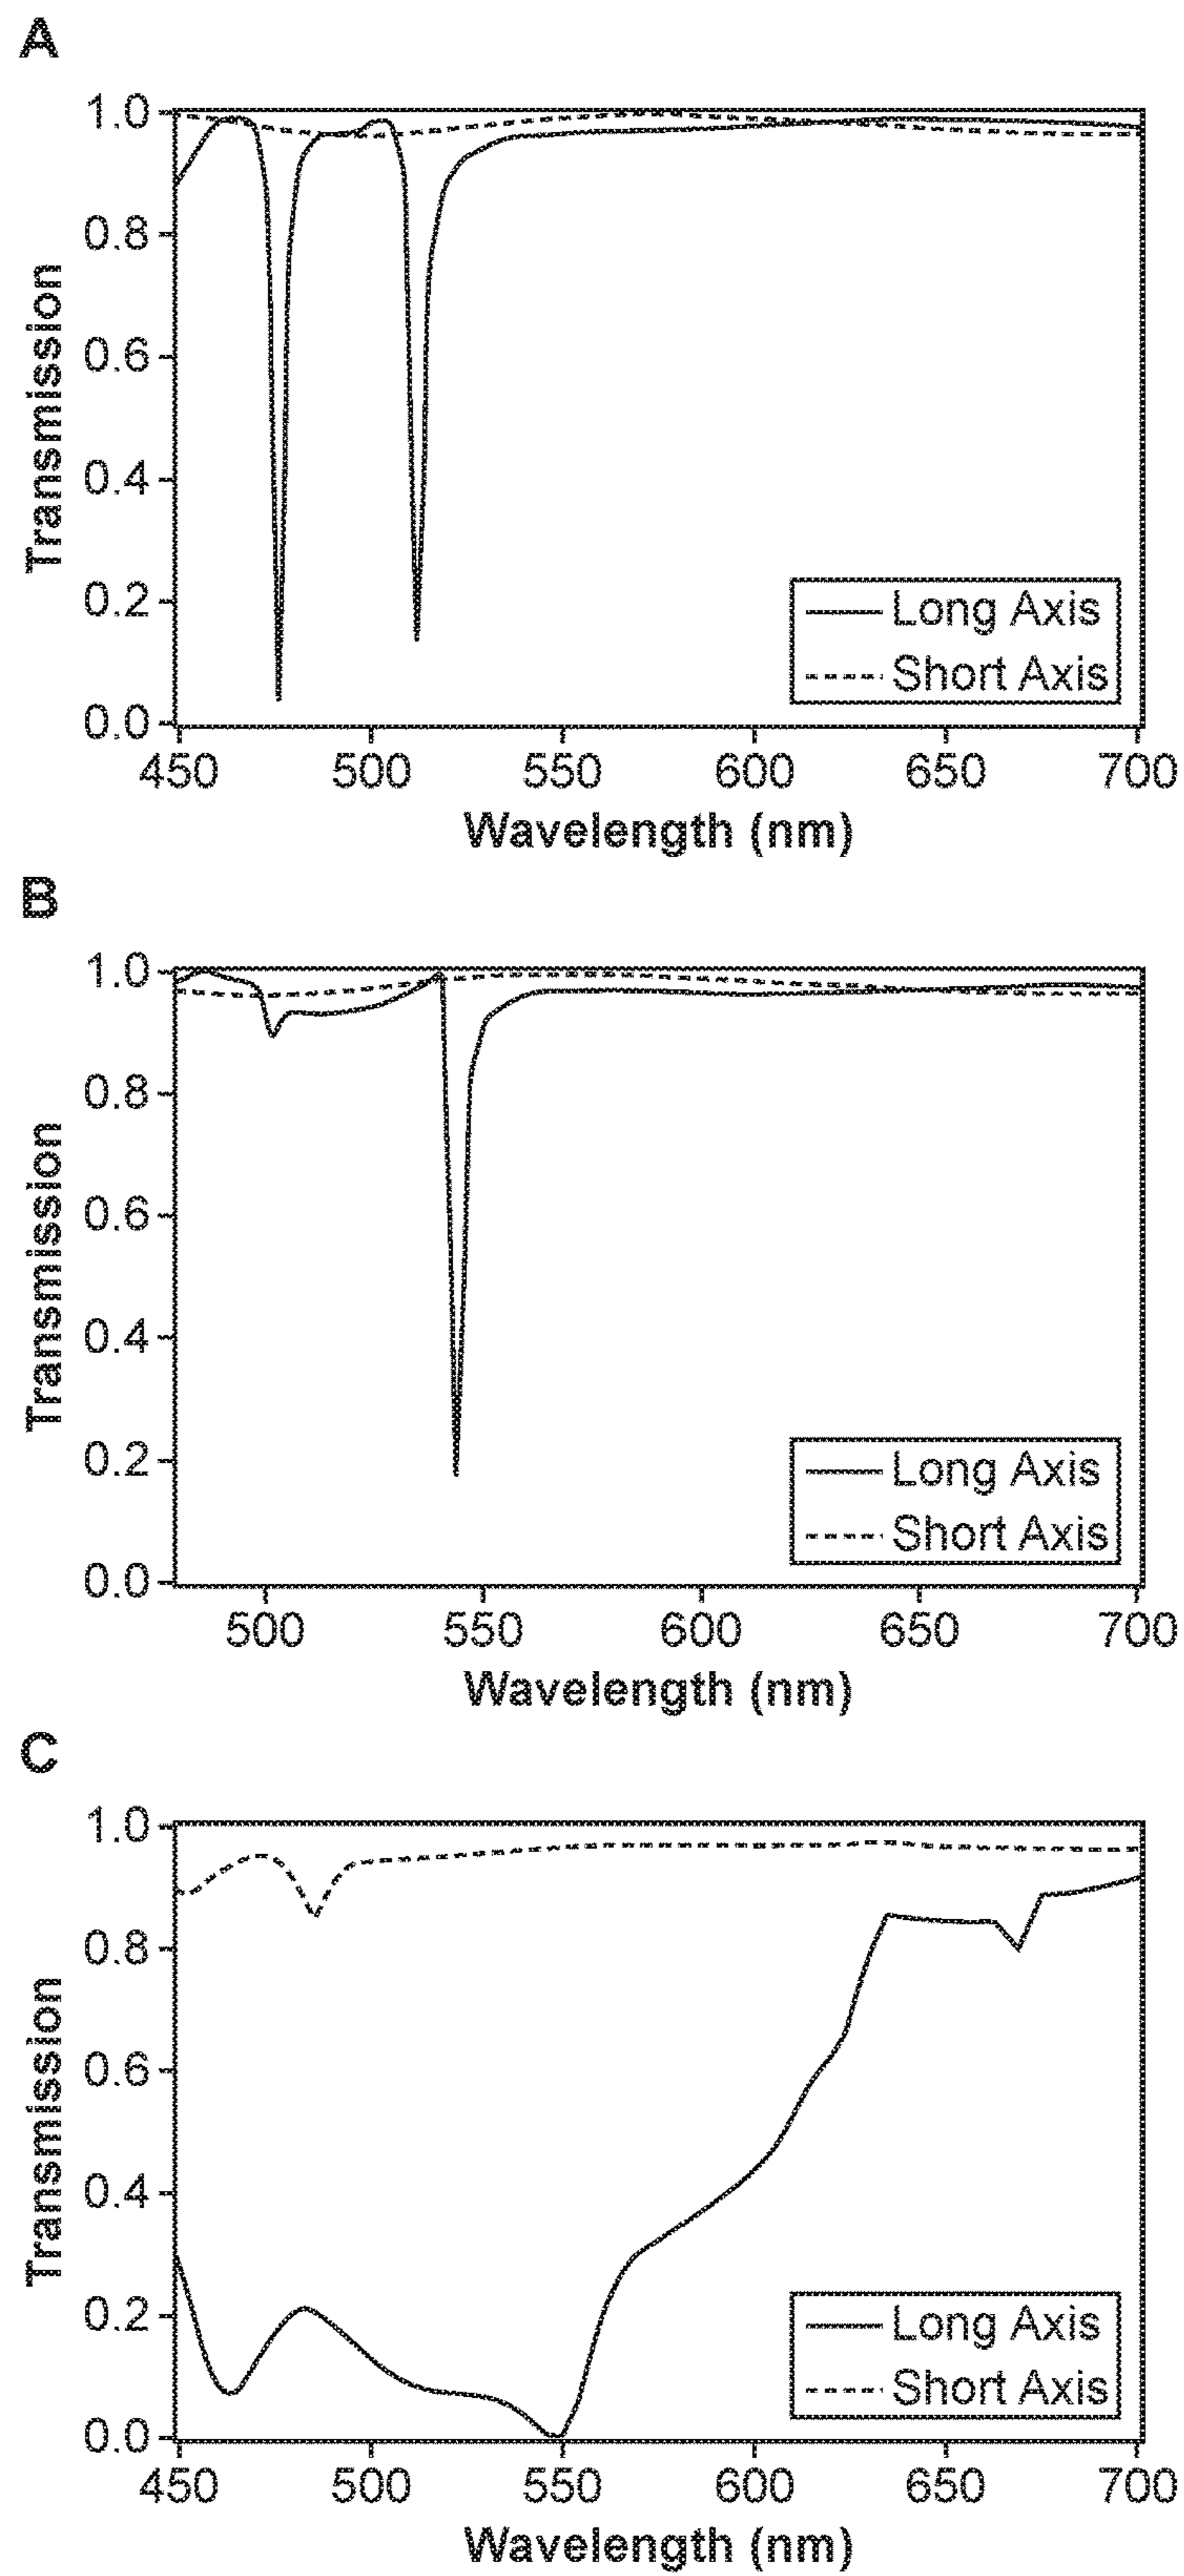 A
1.0
0.8
0.6
0.4
0.2
0.0
Transmission
Long Axis
Short Axis
450 500 550 600 650 700
Wavelength (nm)
B
1.0
0.8
0.6
0.4
0.2
0.0
Transmission
Long Axis
Short Axis
500 550 600 650 700
Wavelength (nm)
C
1.0
0.8
0.6
0.4
0.2
0.0
Transmission
Long Axis
Short Axis
450 500 550 600 650 700
Wavelength (nm)